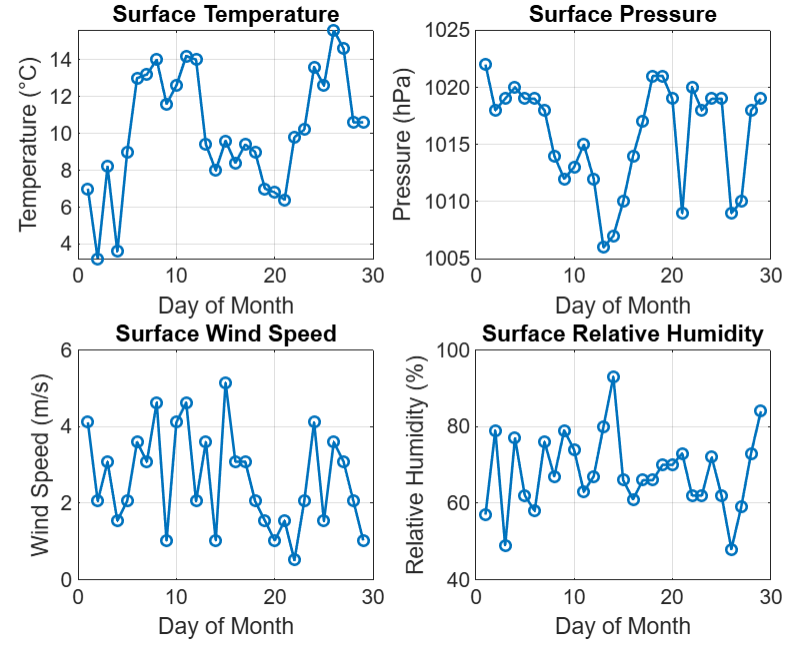 Surface Temperature
Temperature (°C)
14
12
10
8
6
4
0
10
20
30
Day of Month
Surface Pressure
Pressure (hPa)
1025
1020
1015
1010
1005
0
10
20
30
Day of Month
Surface Wind Speed
Wind Speed (m/s)
6
4
2
0
0
10
20
30
Day of Month
Surface Relative Humidity
Relative Humidity (%)
100
80
60
40
0
10
20
30
Day of Month